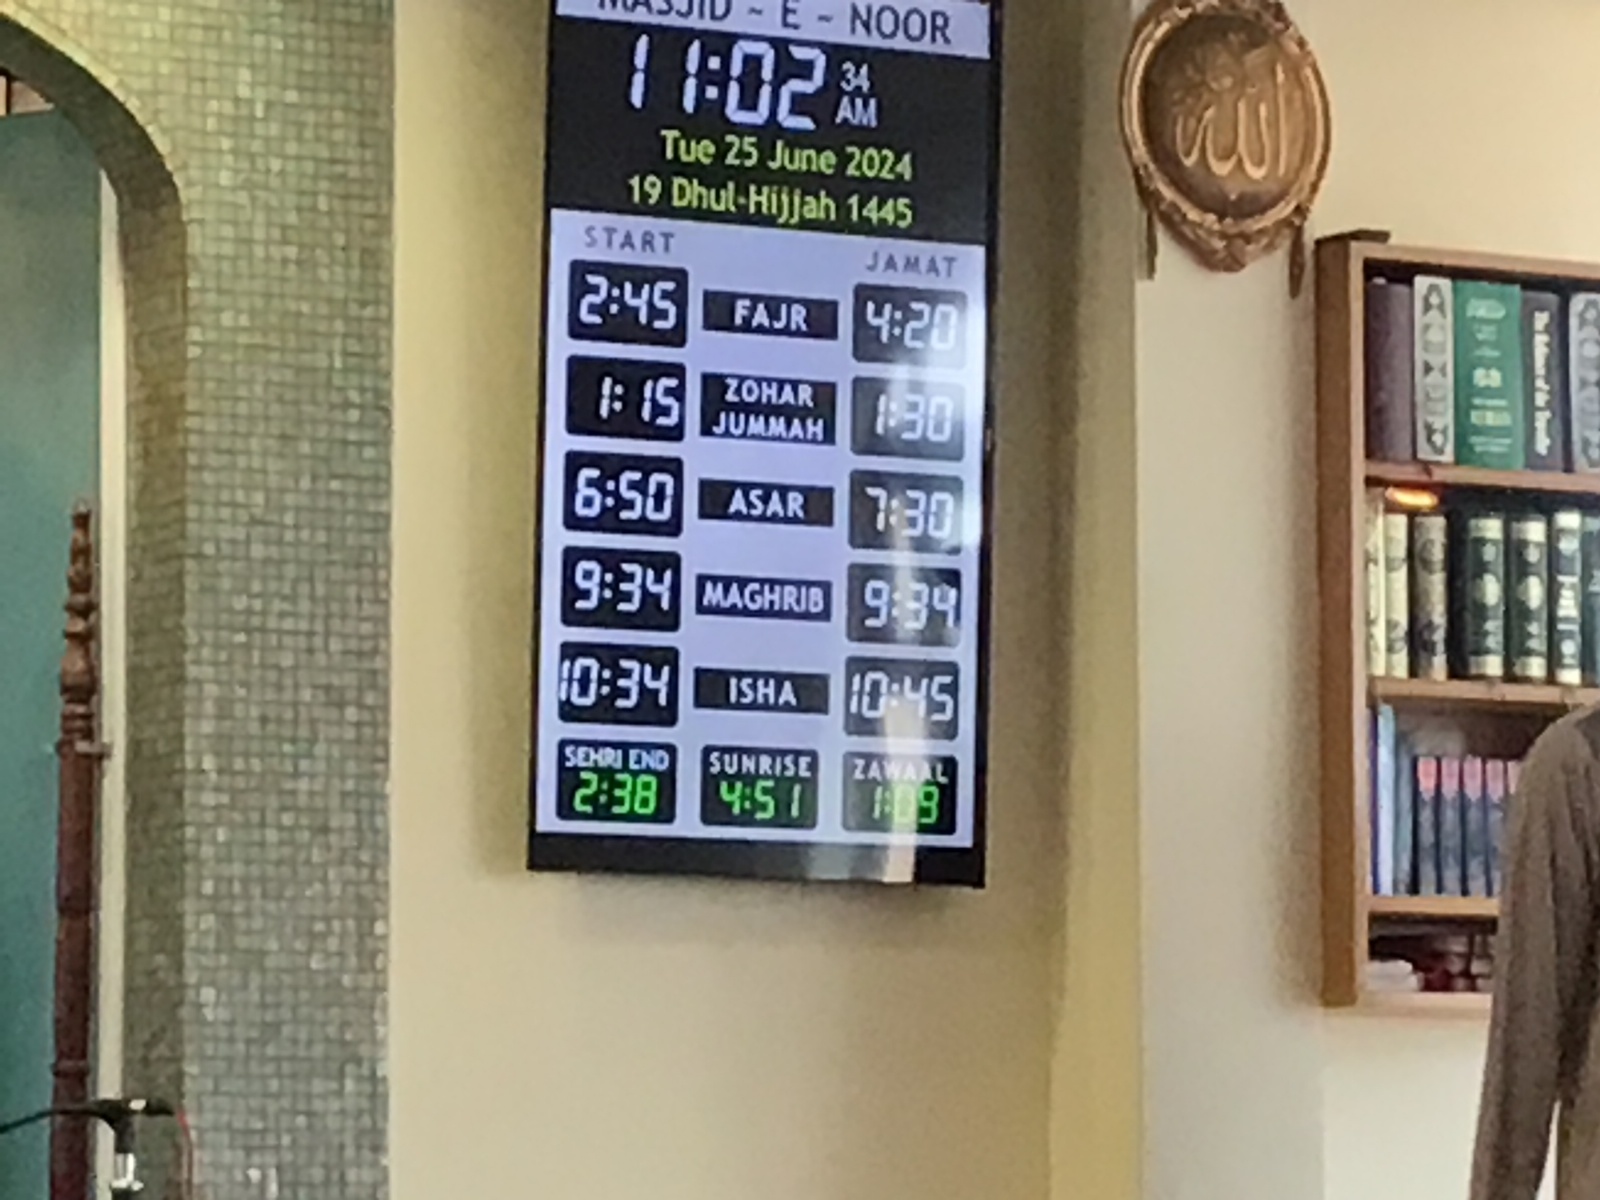 MASJID ~ E ~ NOOR
11:02 34 AM
Tue 25 June 2024
19 Dhul-Hijjah 1445
START JAMAT
2:45 FAJR 4:20
1:15 ZOHAR JUMMAH 1:30
6:50 ASAR 7:30
9:34 MAGHRIB 9:34
10:34 ISHA 10:45
SEHRI END SUNRISE ZAWAAL
2:38 4:51 1:09
الله